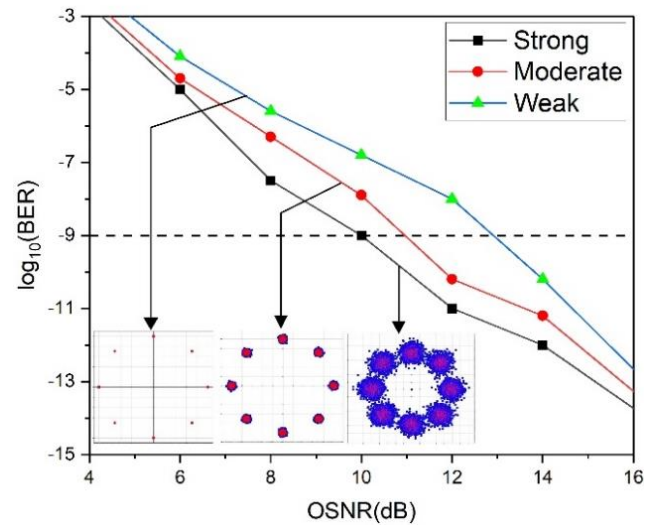 -3
-5
-7
-9
-11
-13
-15
log10(BER)
Strong
Moderate
Weak
4
6
8
10
12
14
16
OSNR(dB)